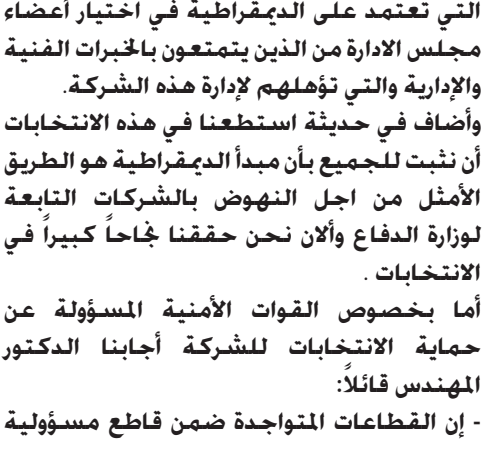 التي تعتمد على الديمقراطية في اختيار أعضاء
مجلس الادارة من الذين يتمتعون بالخبرات الفنية
والإدارية والتي تؤهلهم لإدارة هذه الشركة.
وأضاف في حديثة استطعنا في هذه الانتخابات
أن نثبت للجميع بأن مبدأ الديمقراطية هو الطريق
الأمثل من اجل النهوض بالشركات التابعة
لوزارة الدفاع وألان نحن حققنا نجاحاً كبيراً في
الانتخابات .
أما بخصوص القوات الأمنية المسؤولة عن
حماية الانتخابات للشركة أجابنا الدكتور
المهندس قائلاً:
- إن القطاعات المتواجدة ضمن قاطع مسؤولية